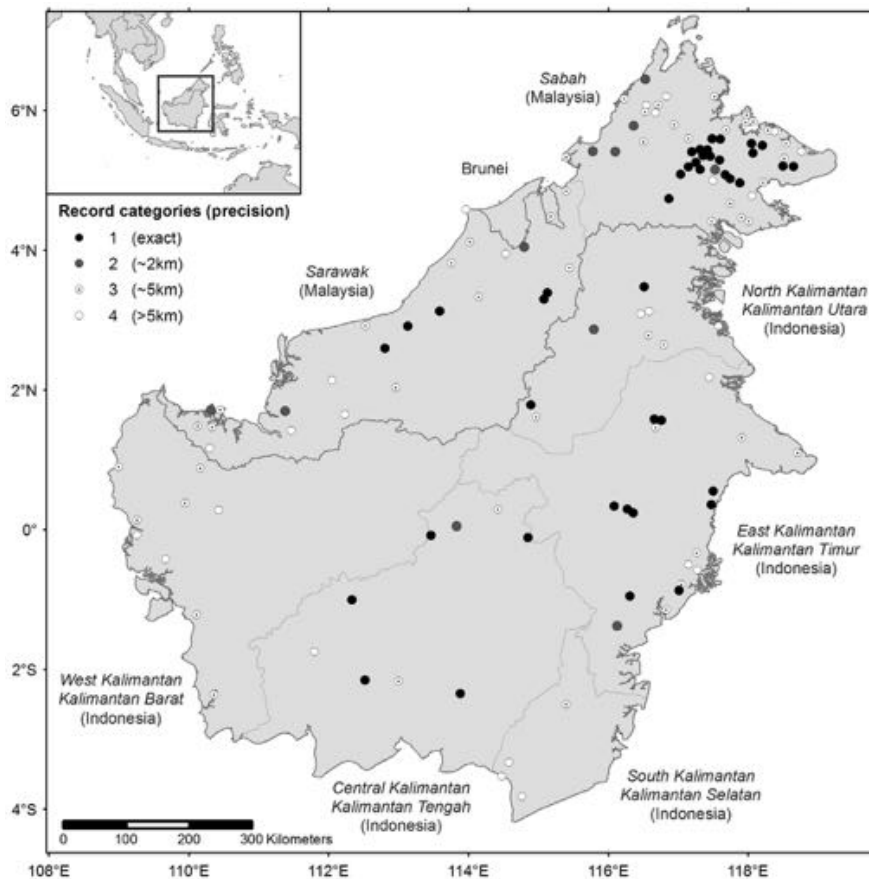 6°N
4°N
2°N
0°
2°S
4°S
Sabah
(Malaysia)
Brunei
Record categories (precision)
1 (exact)
2 (~2km)
3 (~5km)
4 (>5km)
Sarawak
(Malaysia)
North Kalimantan
Kalimantan Utara
(Indonesia)
East Kalimantan
Kalimantan Timur
(Indonesia)
West Kalimantan
Kalimantan Barat
(Indonesia)
Central Kalimantan
Kalimantan Tengah
(Indonesia)
South Kalimantan
Kalimantan Selatan
(Indonesia)
0 100 200 300 Kilometers
108°E 110°E 112°E 114°E 116°E 118°E